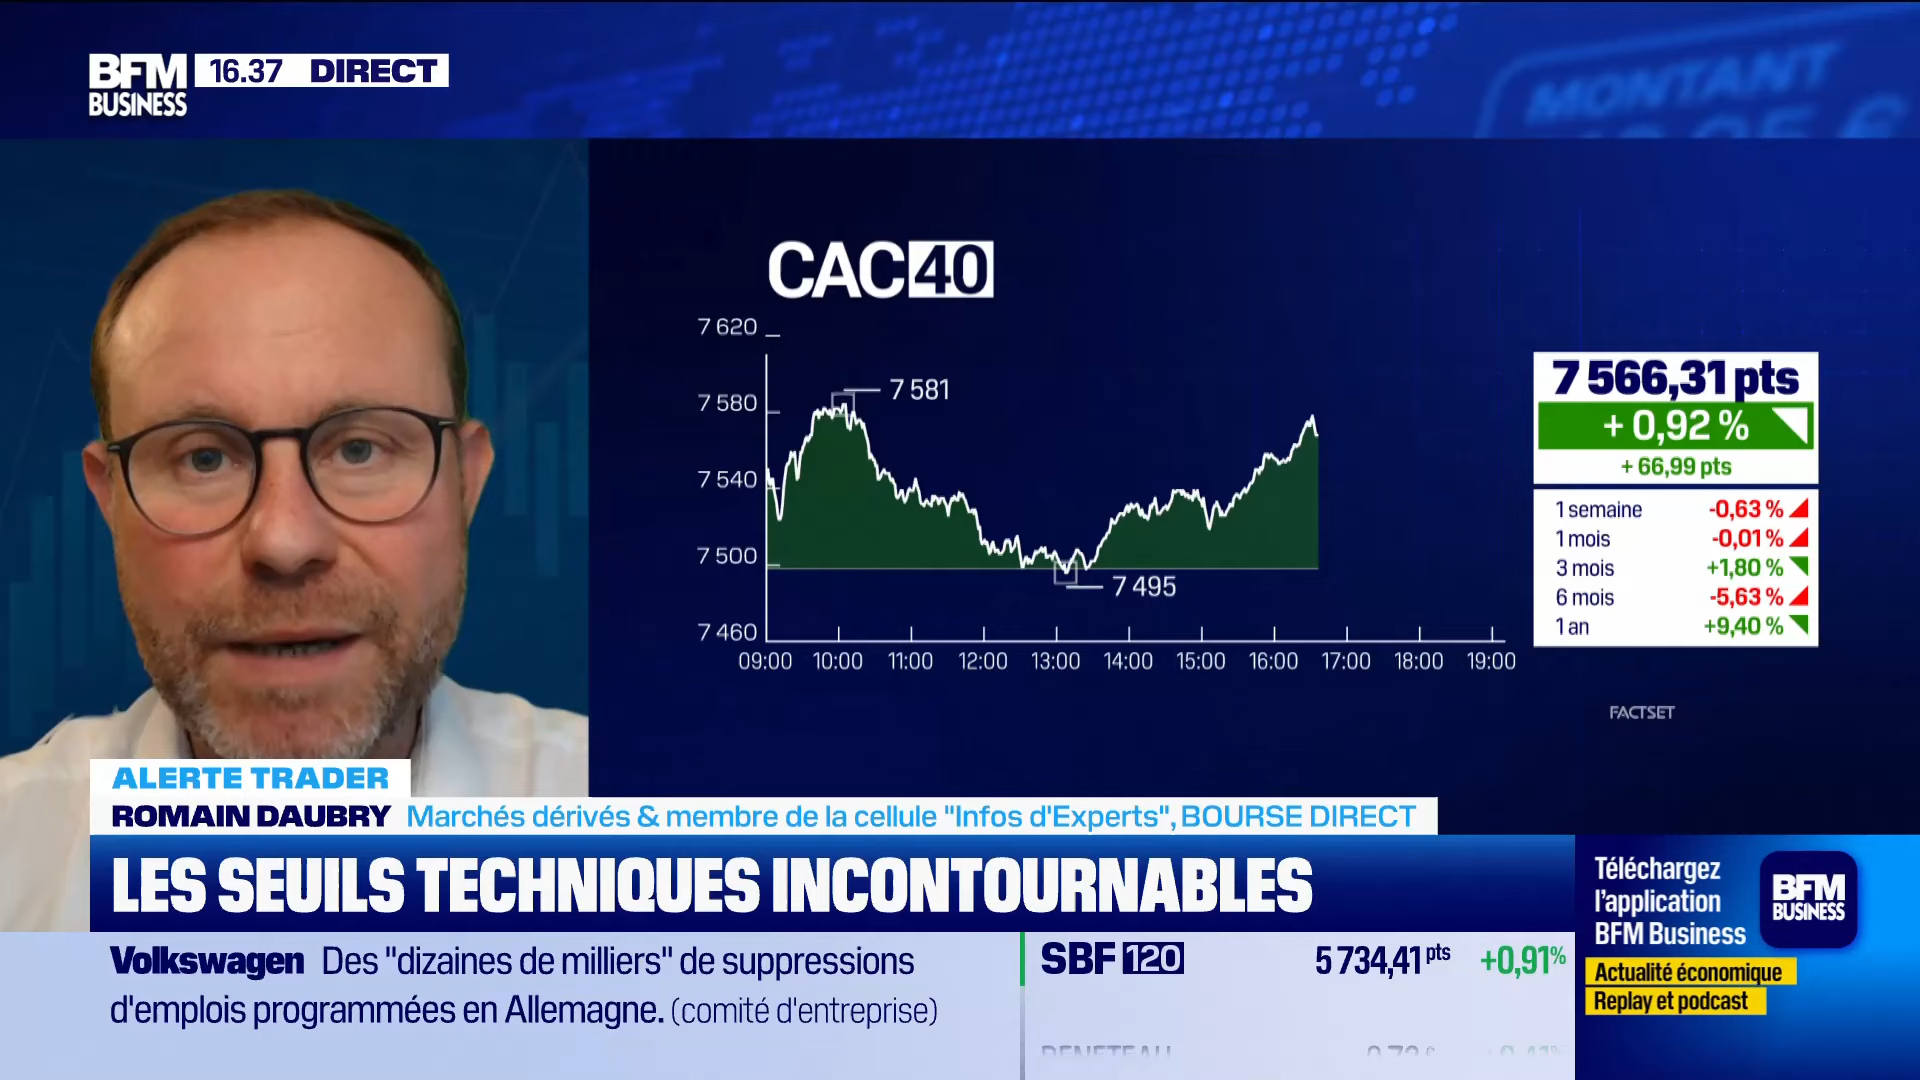 BFM
BUSINESS
16.37 DIRECT
MONTANT
CAC40
7 620
7 580
7 540
7 500
7 460
7 581
7 495
09:00 10:00 11:00 12:00 13:00 14:00 15:00 16:00 17:00 18:00 19:00
7 566,31 pts
+ 0,92 %
+ 66,99 pts
1 semaine -0,63 %
1 mois -0,01 %
3 mois +1,80 %
6 mois -5,63 %
1 an +9,40 %
FACTSET
ALERTE TRADER
ROMAIN DAUBRY Marchés dérivés & membre de la cellule "Infos d'Experts", BOURSE DIRECT
LES SEUILS TECHNIQUES INCONTOURNABLES
Volkswagen Des "dizaines de milliers" de suppressions
d'emplois programmées en Allemagne. (comité d'entreprise)
SBF 120 5 734,41 pts +0,91%
Téléchargez
l'application
BFM Business
BFM
BUSINESS
Actualité économique
Replay et podcast